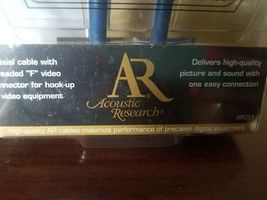 axial cable with
eaded "F" video
nnector for hook-up
video equipment
AR
Acoustic
Research®
Delivers high-quality
picture and sound with
one easy connection
high-quality AR cables maximize performance of precision digital equipment